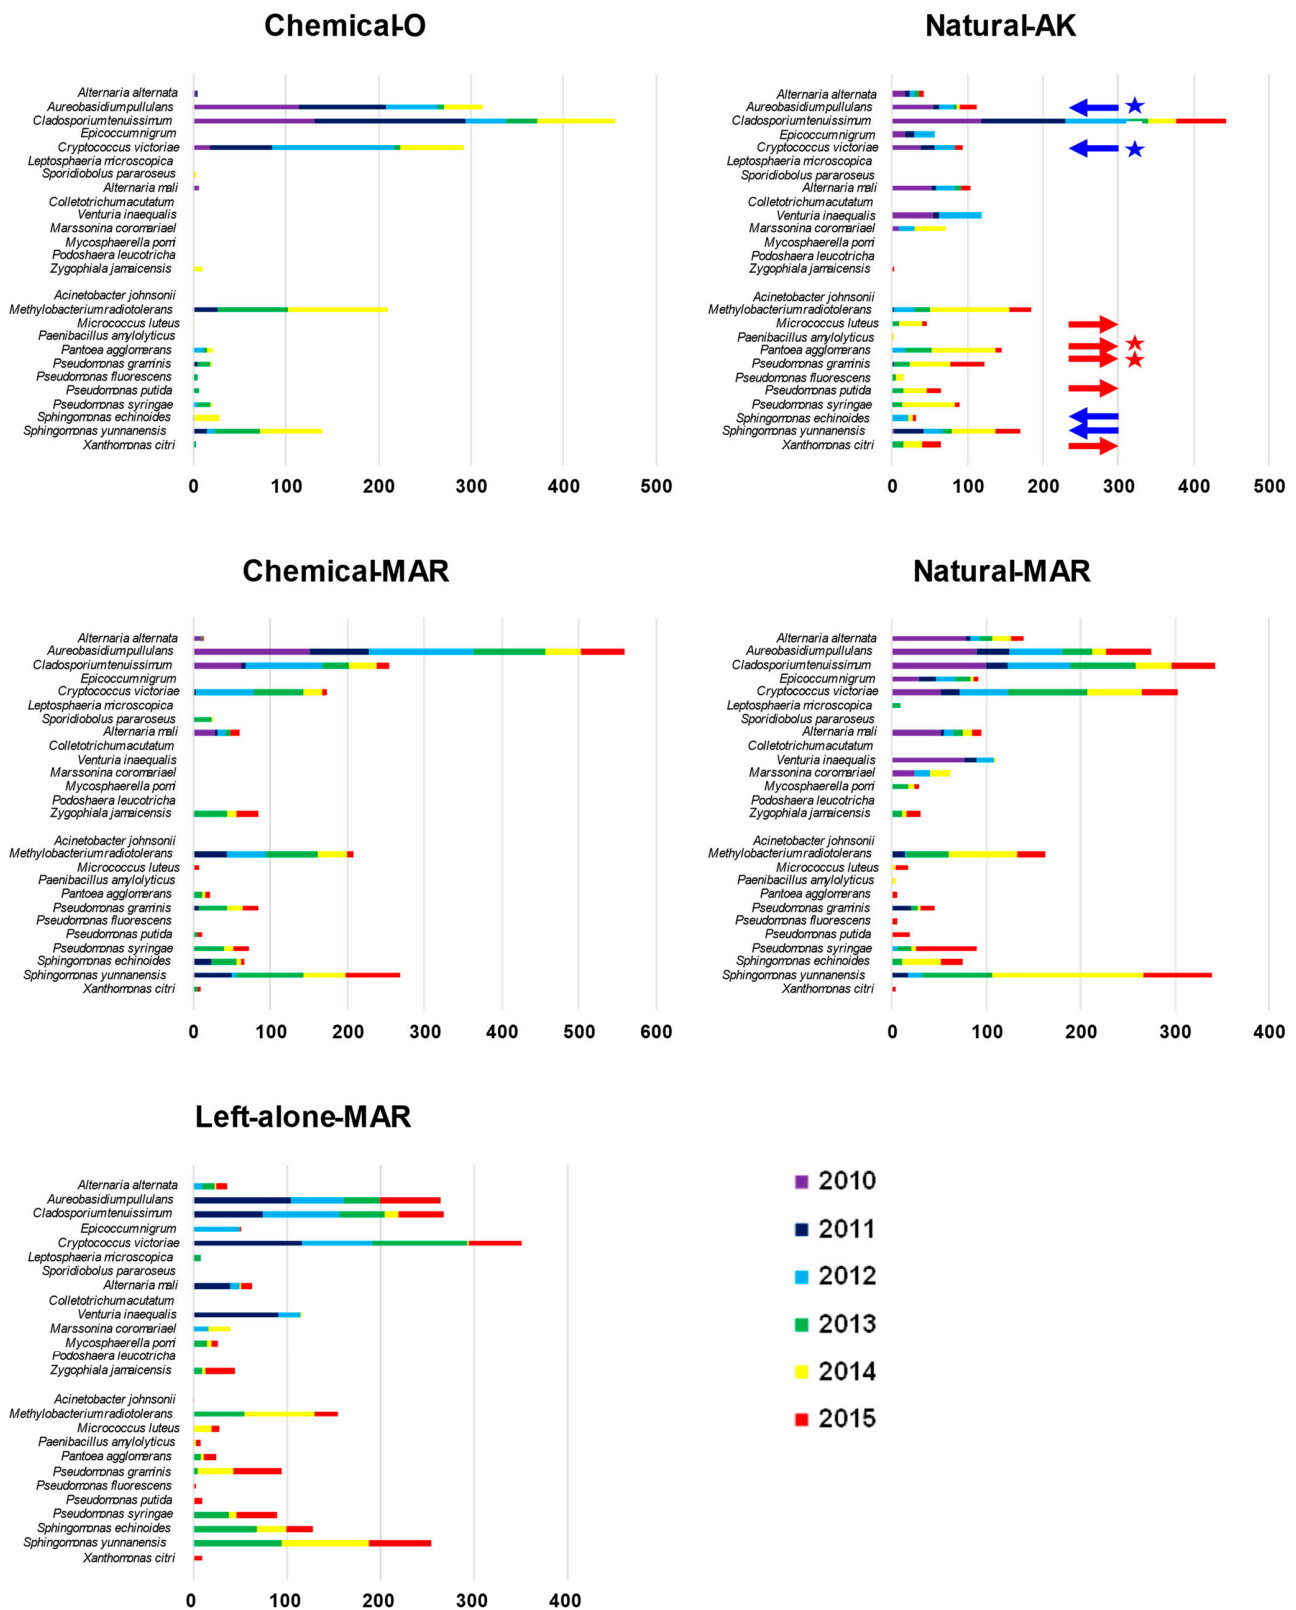 Chemical-O
Alternaria alternata
Aureobasidium pullulans
Cladosporium tenuissimum
Epicoccum nigrum
Cryptococcus victoriae
Leptosphaeria microscopica
Sporidiobolus pararoseus
Alternaria mali
Colletotrichum acutatum
Venturia inaequalis
Marssonina coromariael
Mycosphaerella pomi
Podoshaera leucotricha
Zygophiala jamaicensis
Acinetobacter johnsonii
Methylobacterium radiotolerans
Micrococcus luteus
Paenibacillus amylolyticus
Pantoea agglomerans
Pseudomonas graminis
Pseudomonas fluorescens
Pseudomonas putida
Pseudomonas syringae
Sphingomonas echinoides
Sphingomonas yunnanensis
Xanthomonas citri
0 100 200 300 400 500
Natural-AK
Alternaria alternata
Aureobasidium pullulans
Cladosporium tenuissimum
Epicoccum nigrum
Cryptococcus victoriae
Leptosphaeria microscopica
Sporidiobolus pararoseus
Alternaria mali
Colletotrichum acutatum
Venturia inaequalis
Marssonina coromariael
Mycosphaerella pomi
Podoshaera leucotricha
Zygophiala jamaicensis
Acinetobacter johnsonii
Methylobacterium radiotolerans
Micrococcus luteus
Paenibacillus amylolyticus
Pantoea agglomerans
Pseudomonas graminis
Pseudomonas fluorescens
Pseudomonas putida
Pseudomonas syringae
Sphingomonas echinoides
Sphingomonas yunnanensis
Xanthomonas citri
0 100 200 300 400 500
Chemical-MAR
Alternaria alternata
Aureobasidium pullulans
Cladosporium tenuissimum
Epicoccum nigrum
Cryptococcus victoriae
Leptosphaeria microscopica
Sporidiobolus pararoseus
Alternaria mali
Colletotrichum acutatum
Venturia inaequalis
Marssonina coromariael
Mycosphaerella pomi
Podoshaera leucotricha
Zygophiala jamaicensis
Acinetobacter johnsonii
Methylobacterium radiotolerans
Micrococcus luteus
Paenibacillus amylolyticus
Pantoea agglomerans
Pseudomonas graminis
Pseudomonas fluorescens
Pseudomonas putida
Pseudomonas syringae
Sphingomonas echinoides
Sphingomonas yunnanensis
Xanthomonas citri
0 100 200 300 400 500 600
Natural-MAR
Alternaria alternata
Aureobasidium pullulans
Cladosporium tenuissimum
Epicoccum nigrum
Cryptococcus victoriae
Leptosphaeria microscopica
Sporidiobolus pararoseus
Alternaria mali
Colletotrichum acutatum
Venturia inaequalis
Marssonina coromariael
Mycosphaerella pomi
Podoshaera leucotricha
Zygophiala jamaicensis
Acinetobacter johnsonii
Methylobacterium radiotolerans
Micrococcus luteus
Paenibacillus amylolyticus
Pantoea agglomerans
Pseudomonas graminis
Pseudomonas fluorescens
Pseudomonas putida
Pseudomonas syringae
Sphingomonas echinoides
Sphingomonas yunnanensis
Xanthomonas citri
0 100 200 300 400
Left-alone-MAR
Alternaria alternata
Aureobasidium pullulans
Cladosporium tenuissimum
Epicoccum nigrum
Cryptococcus victoriae
Leptosphaeria microscopica
Sporidiobolus pararoseus
Alternaria mali
Colletotrichum acutatum
Venturia inaequalis
Marssonina coromariael
Mycosphaerella pomi
Podoshaera leucotricha
Zygophiala jamaicensis
Acinetobacter johnsonii
Methylobacterium radiotolerans
Micrococcus luteus
Paenibacillus amylolyticus
Pantoea agglomerans
Pseudomonas graminis
Pseudomonas fluorescens
Pseudomonas putida
Pseudomonas syringae
Sphingomonas echinoides
Sphingomonas yunnanensis
Xanthomonas citri
0 100 200 300 400
2010
2011
2012
2013
2014
2015